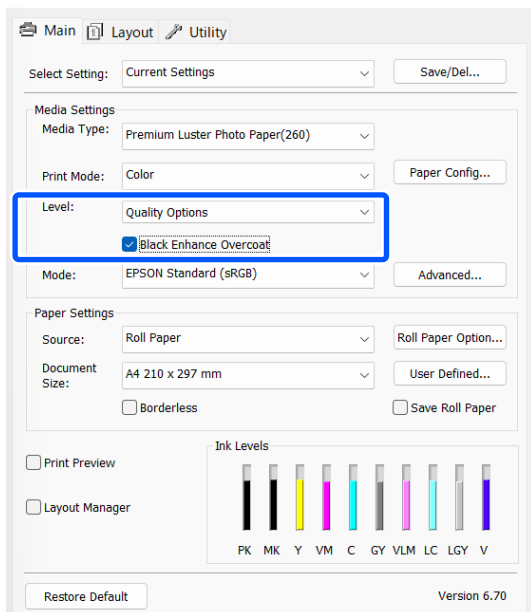 Main Layout Utility
Select Setting: Current Settings Save/Del...
Media Settings
Media Type: Premium Luster Photo Paper(260)
Print Mode: Color Paper Config...
Level: Quality Options
Black Enhance Overcoat
Mode: EPSON Standard (sRGB) Advanced...
Paper Settings
Source: Roll Paper Roll Paper Option...
Document
Size: A4 210 x 297 mm User Defined...
Borderless Save Roll Paper
Print Preview
Layout Manager
Ink Levels
PK MK Y VM C GY VLM LC LGY V
Restore Default Version 6.70